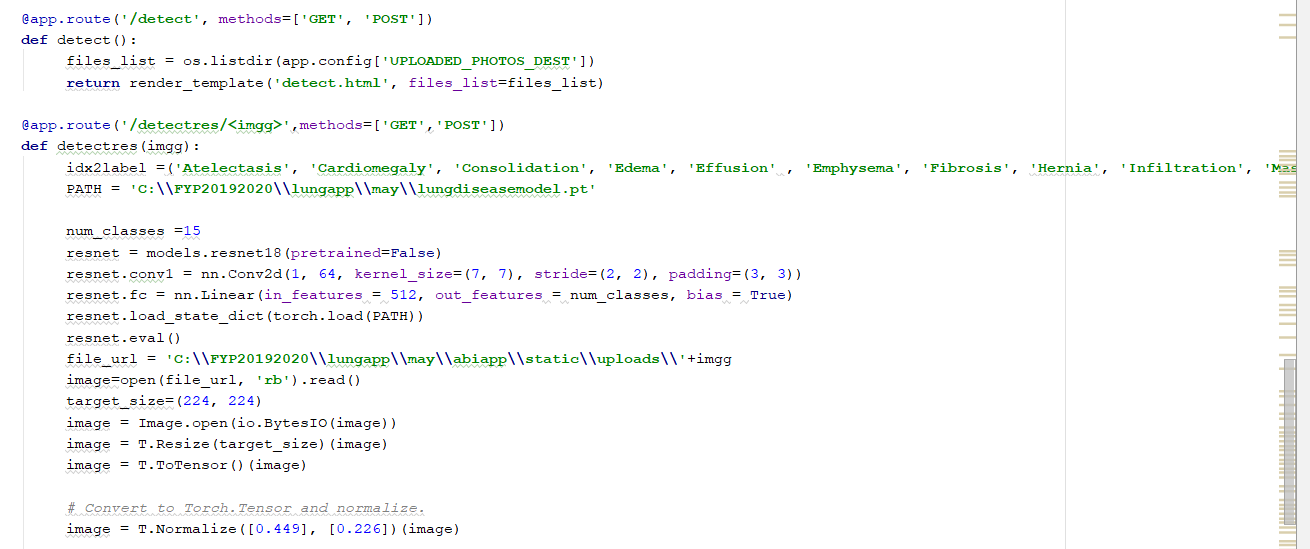 @app.route('/detect', methods=['GET', 'POST'])
def detect():
    files_list = os.listdir(app.config['UPLOADED_PHOTOS_DEST'])
    return render_template('detect.html', files_list=files_list)

@app.route('/detectres/<imgg>',methods=['GET','POST'])
def detectres(imgg):
    idx2label =('Atelectasis', 'Cardiomegaly', 'Consolidation', 'Edema', 'Effusion' , 'Emphysema', 'Fibrosis', 'Hernia', 'Infiltration', 'Mas
    PATH = 'C:\\FYP20192020\\lungapp\\may\\lungdiseasemodel.pt'

    num_classes =15
    resnet = models.resnet18(pretrained=False)
    resnet.conv1 = nn.Conv2d(1, 64, kernel_size=(7, 7), stride=(2, 2), padding=(3, 3))
    resnet.fc = nn.Linear(in_features = 512, out_features = num_classes, bias = True)
    resnet.load_state_dict(torch.load(PATH))
    resnet.eval()
    file_url = 'C:\\FYP20192020\\lungapp\\may\\abiapp\\static\\uploads\\'+imgg
    image=open(file_url, 'rb').read()
    target_size=(224, 224)
    image = Image.open(io.BytesIO(image))
    image = T.Resize(target_size)(image)
    image = T.ToTensor()(image)

    # Convert to Torch.Tensor and normalize.
    image = T.Normalize([0.449], [0.226])(image)